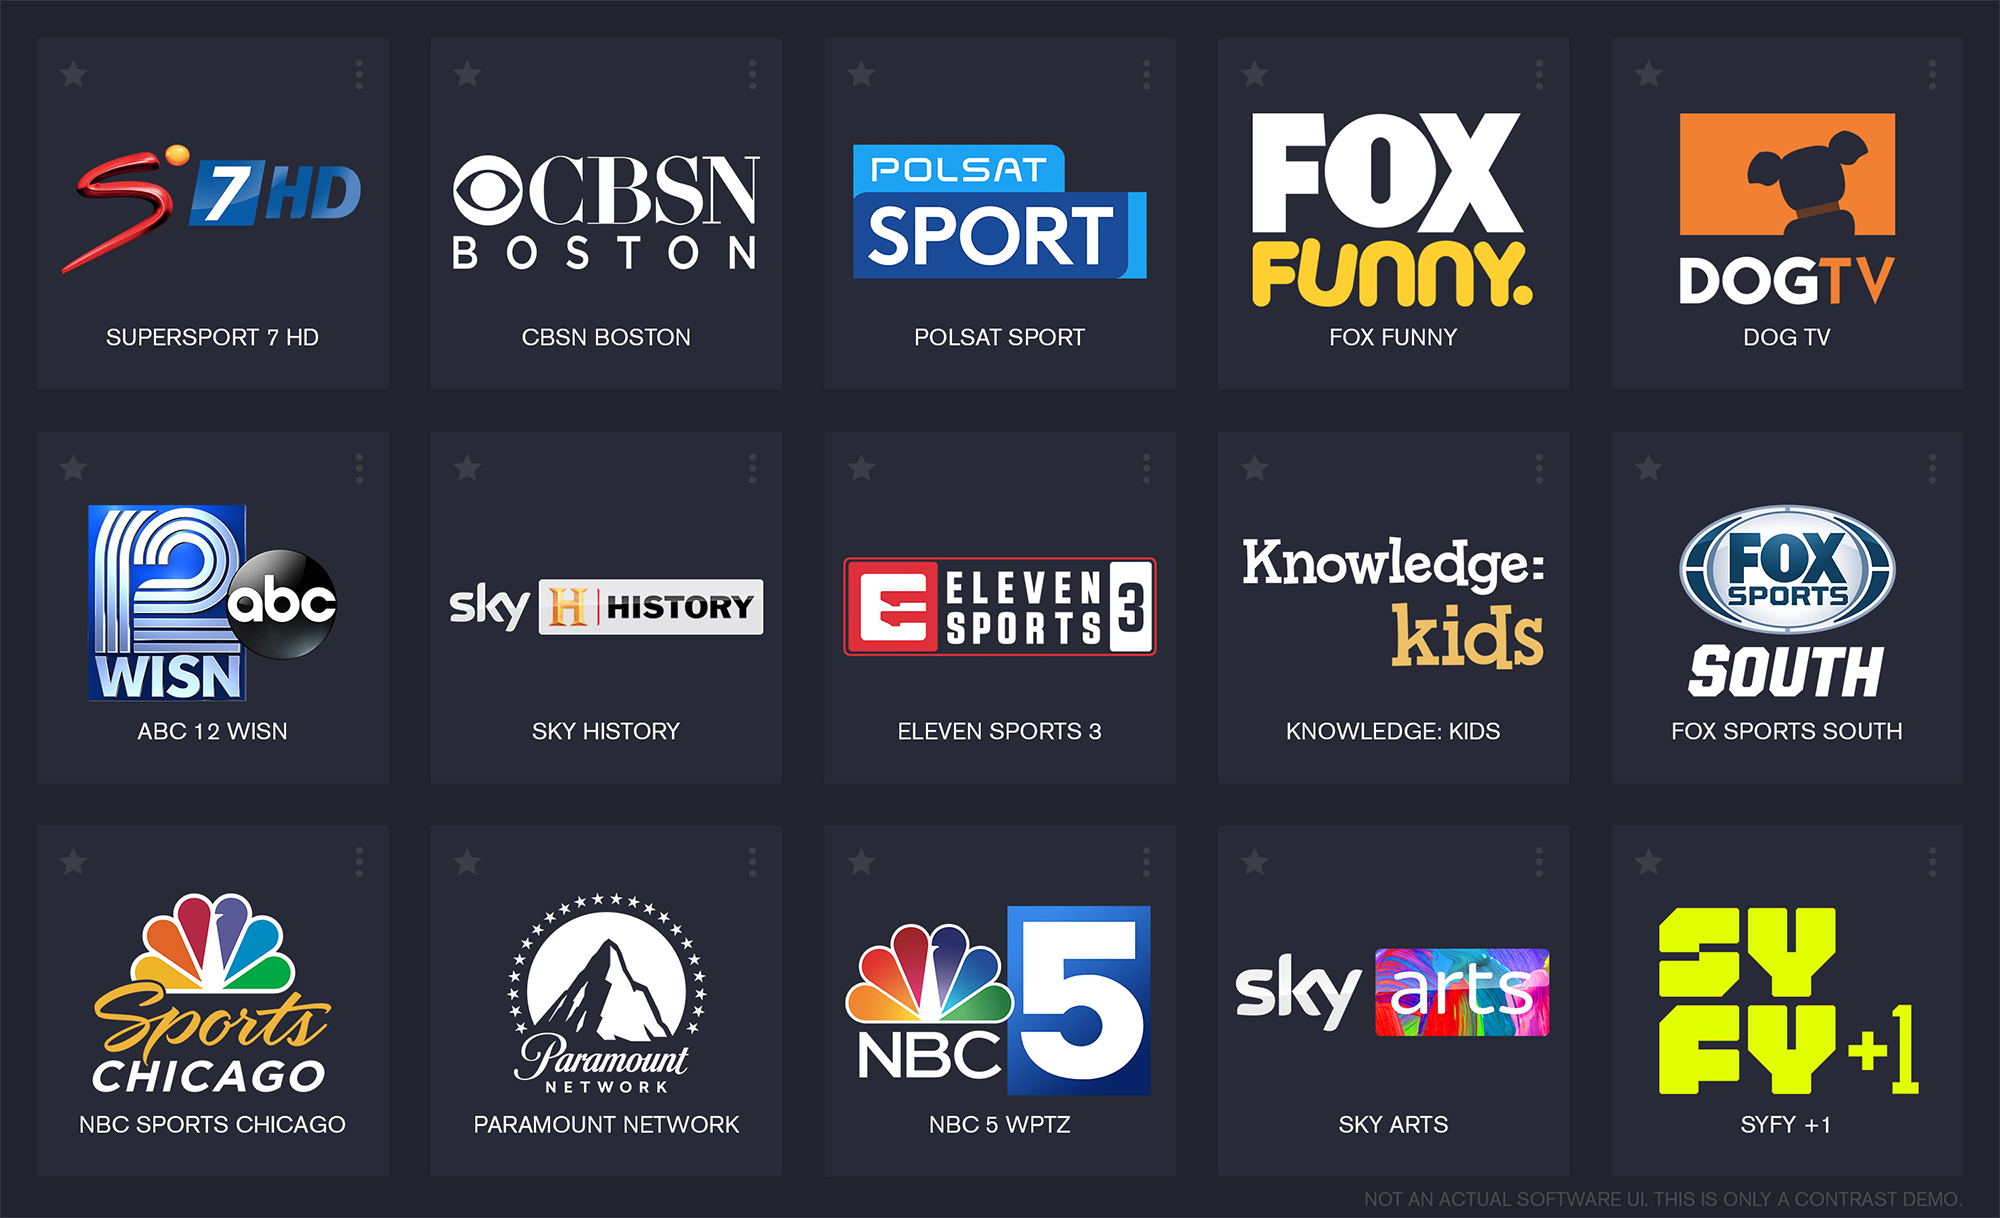 7 HD
SUPERSPORT 7 HD
CBSN
BOSTON
CBSN BOSTON
POLSAT
SPORT
POLSAT SPORT
FOX
FUNNY.
FOX FUNNY
DOGTV
DOG TV
12
abc
WISN
ABC 12 WISN
sky H HISTORY
SKY HISTORY
E ELEVEN
SPORTS 3
ELEVEN SPORTS 3
Knowledge:
kids
KNOWLEDGE: KIDS
FOX
SPORTS
SOUTH
FOX SPORTS SOUTH
Sports
CHICAGO
NBC SPORTS CHICAGO
Paramount
NETWORK
PARAMOUNT NETWORK
NBC 5
NBC 5 WPTZ
sky arts
SKY ARTS
SY
FY +1
SYFY +1
NOT AN ACTUAL SOFTWARE UI. THIS IS ONLY A CONTRAST DEMO.